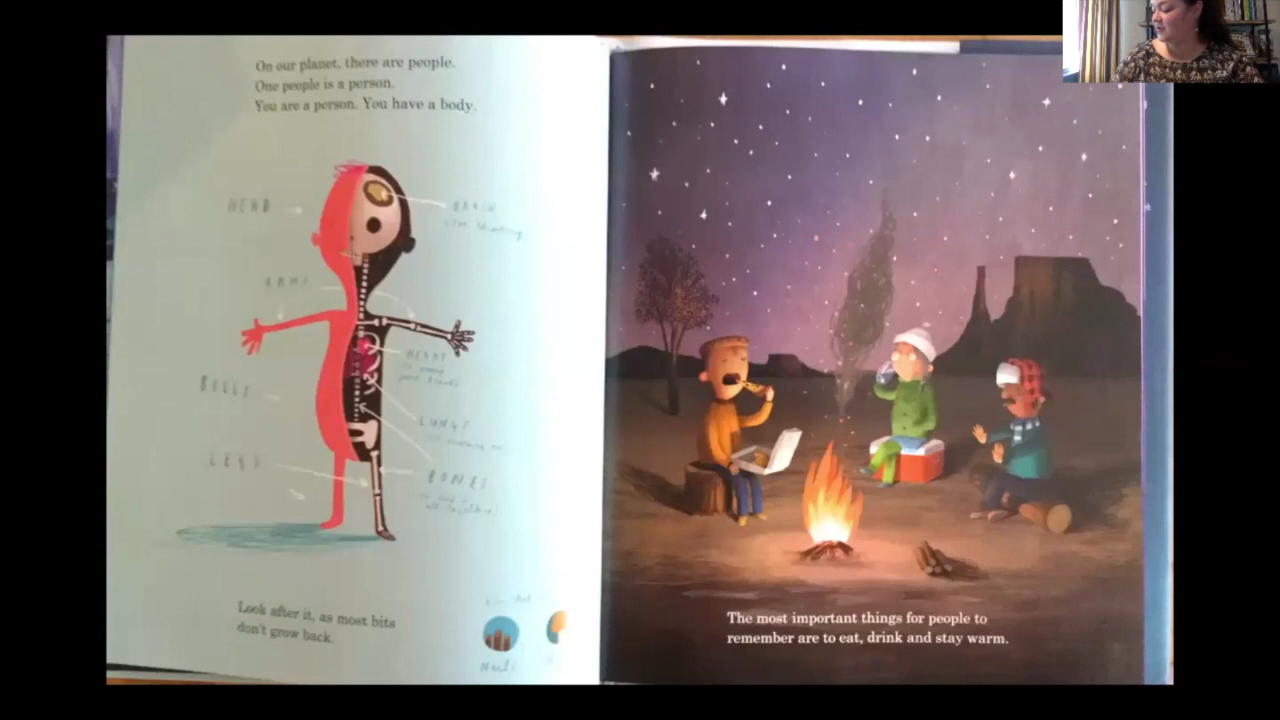 On our planet, there are people.
One people is a person.
You are a person. You have a body.
HEAD
BRAIN
ARMS
HEART
BELLY
LUNGS
LEGS
BONES
Look after it, as most bits
don't grow back.
The most important things for people to
remember are to eat, drink and stay warm.